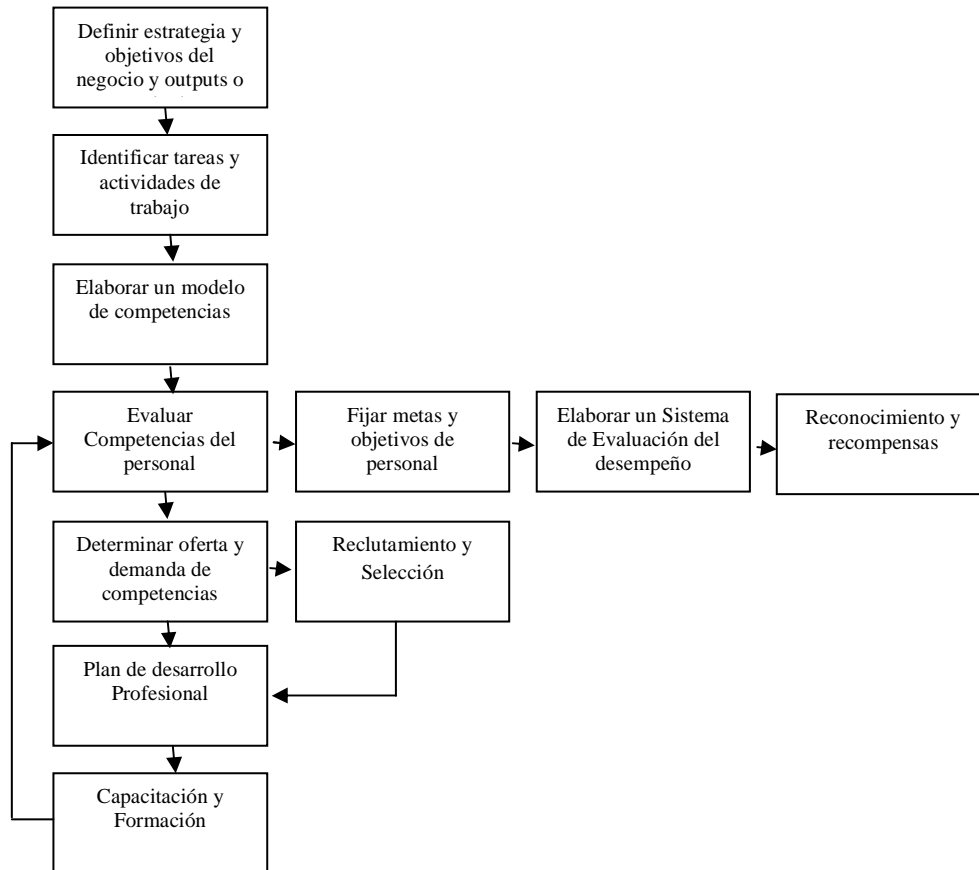 Definir estrategia y
objetivos del
negocio y outputs o
Identificar tareas y
actividades de
trabajo
Elaborar un modelo
de competencias
Evaluar
Competencias del
personal
Fijar metas y
objetivos de
personal
Elaborar un Sistema
de Evaluación del
desempeño
Reconocimiento y
recompensas
Determinar oferta y
demanda de
competencias
Reclutamiento y
Selección
Plan de desarrollo
Profesional
Capacitación y
Formación